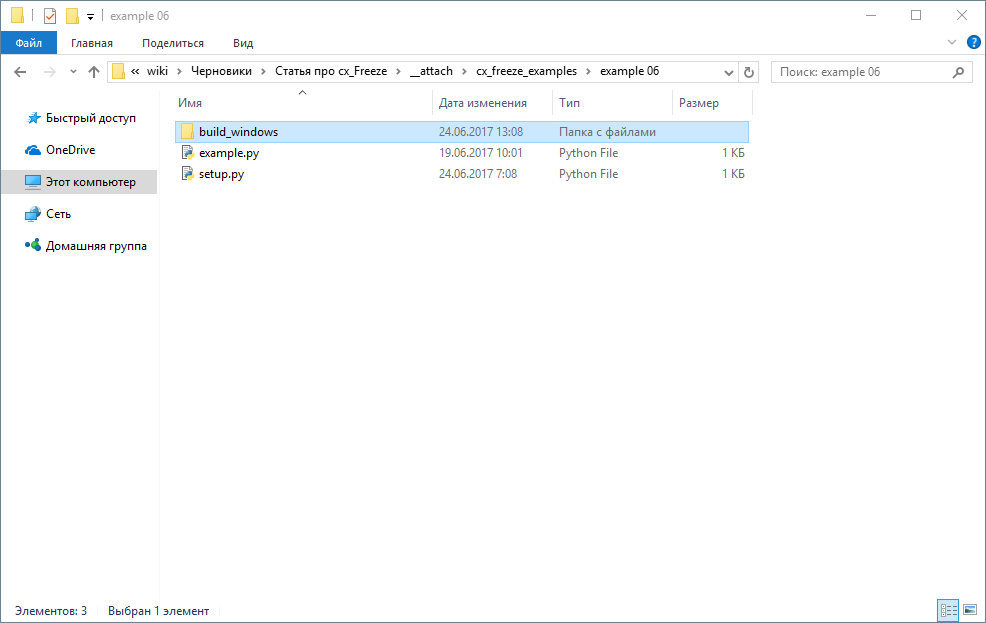 example 06
Файл Главная Поделиться Вид
« wiki › Черновики › Статья про cx_Freeze › __attach › cx_freeze_examples › example 06 Поиск: example 06
Имя Дата изменения Тип Размер
Быстрый доступ
OneDrive
Этот компьютер
Сеть
Домашняя группа
build_windows 24.06.2017 13:08 Папка с файлами
example.py 19.06.2017 10:01 Python File 1 КБ
setup.py 24.06.2017 7:08 Python File 1 КБ
Элементов: 3 Выбран 1 элемент